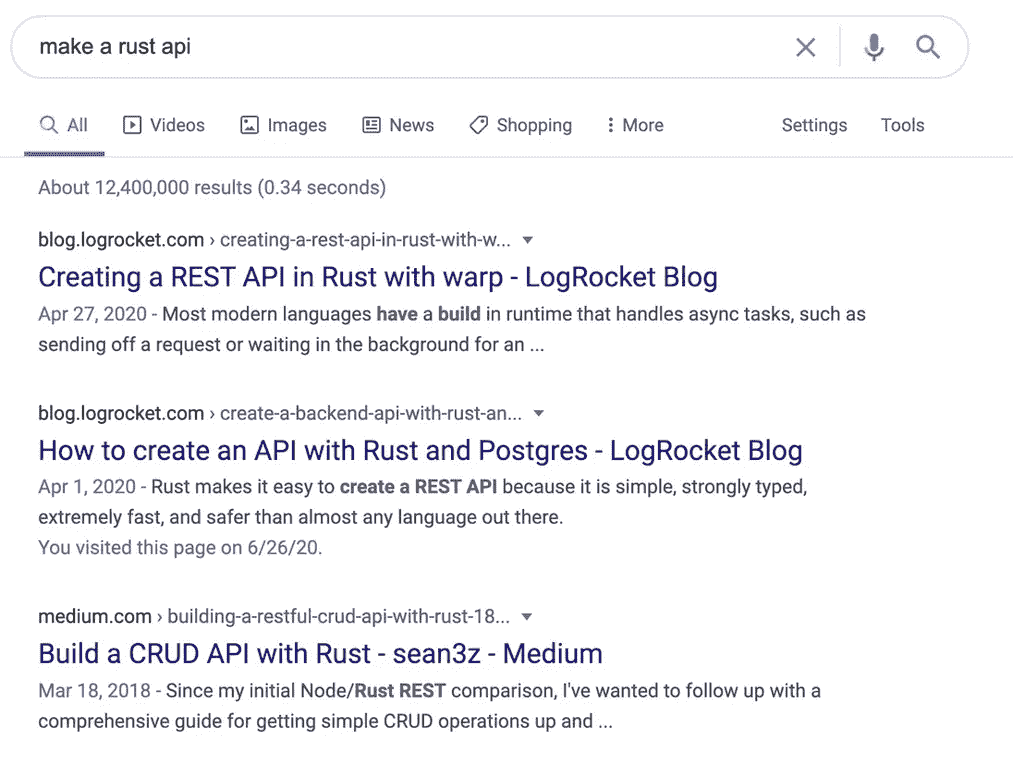 make a rust api
All Videos Images News Shopping More Settings Tools
About 12,400,000 results (0.34 seconds)
blog.logrocket.com › creating-a-rest-api-in-rust-with-w...
Creating a REST API in Rust with warp - LogRocket Blog
Apr 27, 2020 - Most modern languages have a build in runtime that handles async tasks, such as
sending off a request or waiting in the background for an ...
blog.logrocket.com › create-a-backend-api-with-rust-an...
How to create an API with Rust and Postgres - LogRocket Blog
Apr 1, 2020 - Rust makes it easy to create a REST API because it is simple, strongly typed,
extremely fast, and safer than almost any language out there.
You visited this page on 6/26/20.
medium.com › building-a-restful-crud-api-with-rust-18...
Build a CRUD API with Rust - sean3z - Medium
Mar 18, 2018 - Since my initial Node/Rust REST comparison, I've wanted to follow up with a
comprehensive guide for getting simple CRUD operations up and ...